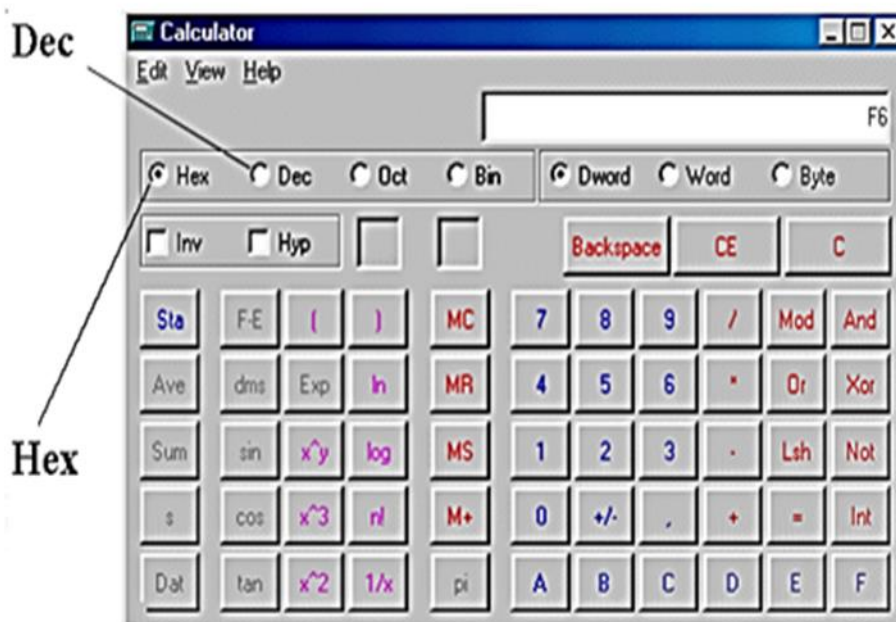 Dec
Calculator
Edit View Help
F6
Hex Dec Oct Bin Dword Word Byte
Inv Hyp Backspace CE C
Sta F-E ( ) MC 7 8 9 / Mod And
Ave dms Exp ln MR 4 5 6 * Or Xor
Hex
Sum sin x^y log MS 1 2 3 - Lsh Not
s cos x^3 n! M+ 0 +/- , + = Int
Dat tan x^2 1/x pi A B C D E F